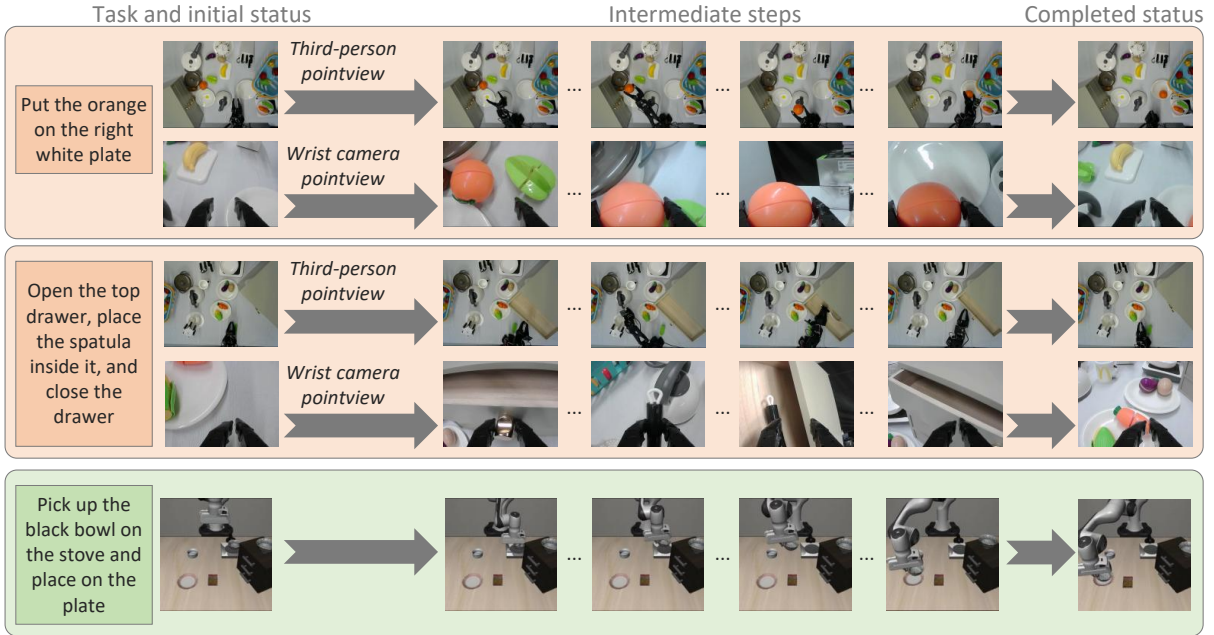 Task and initial status
Intermediate steps
Completed status
Put the orange
on the right
white plate
Third-person
pointview
...
...
...
Wrist camera
pointview
...
...
...
Open the top
drawer, place
the spatula
inside it, and
close the
drawer
Third-person
pointview
...
...
...
Wrist camera
pointview
...
...
...
Pick up the
black bowl on
the stove and
place on the
plate
...
...
...